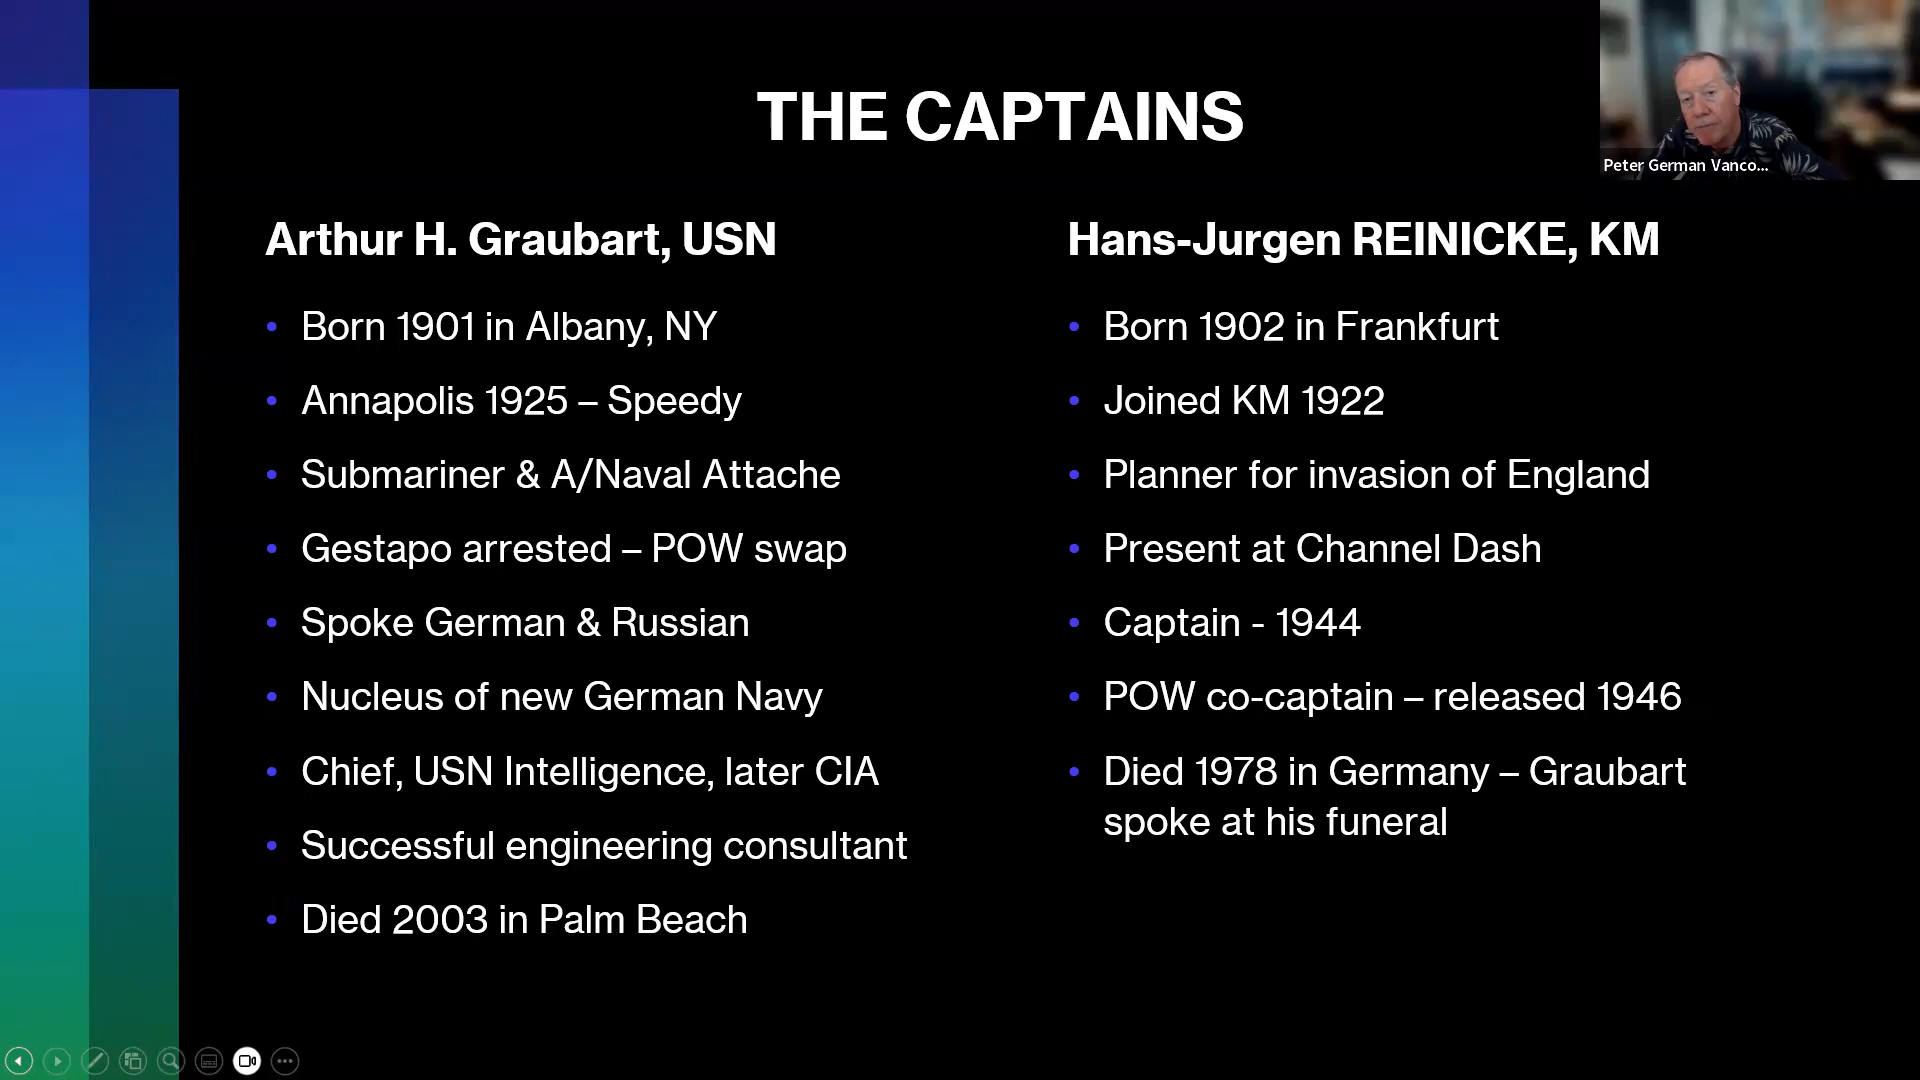 THE CAPTAINS
Peter German Vanco...
Arthur H. Graubart, USN
• Born 1901 in Albany, NY
• Annapolis 1925 – Speedy
• Submariner & A/Naval Attache
• Gestapo arrested – POW swap
• Spoke German & Russian
• Nucleus of new German Navy
• Chief, USN Intelligence, later CIA
• Successful engineering consultant
• Died 2003 in Palm Beach
Hans-Jurgen REINICKE, KM
• Born 1902 in Frankfurt
• Joined KM 1922
• Planner for invasion of England
• Present at Channel Dash
• Captain - 1944
• POW co-captain – released 1946
• Died 1978 in Germany – Graubart
spoke at his funeral